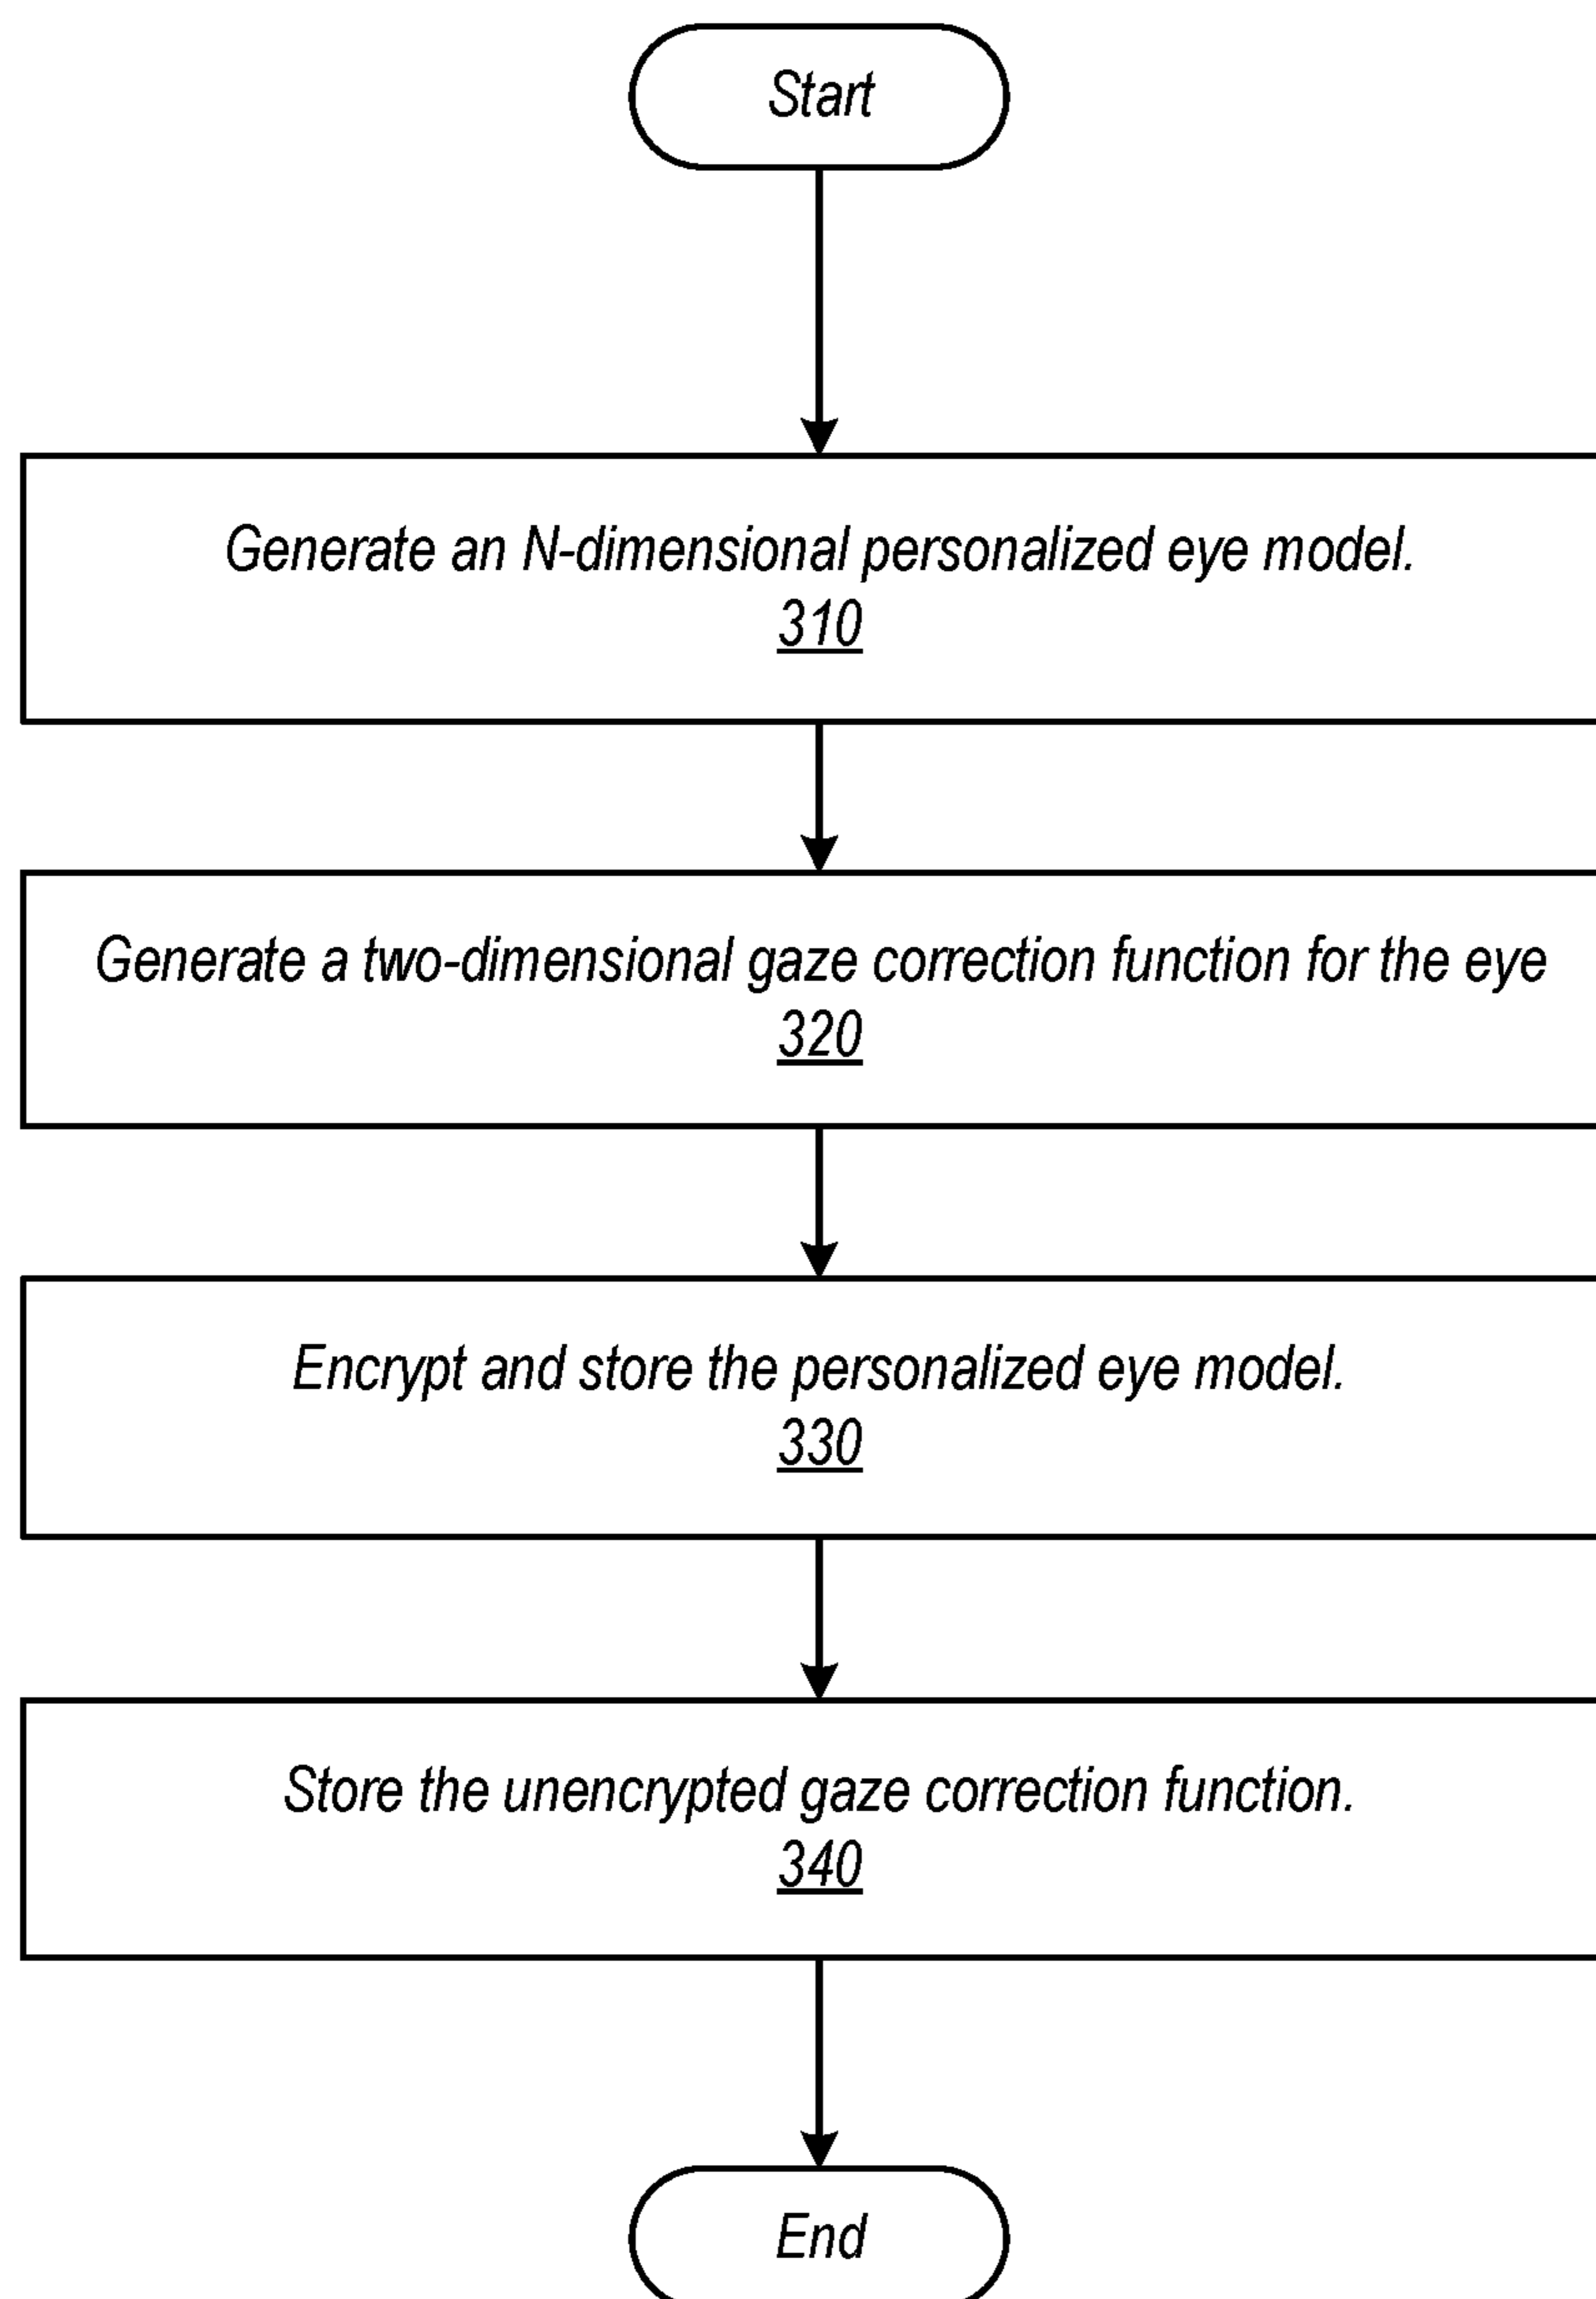 Start
Generate an N-dimensional personalized eye model.
310
Generate a two-dimensional gaze correction function for the eye
320
Encrypt and store the personalized eye model.
330
Store the unencrypted gaze correction function.
340
End